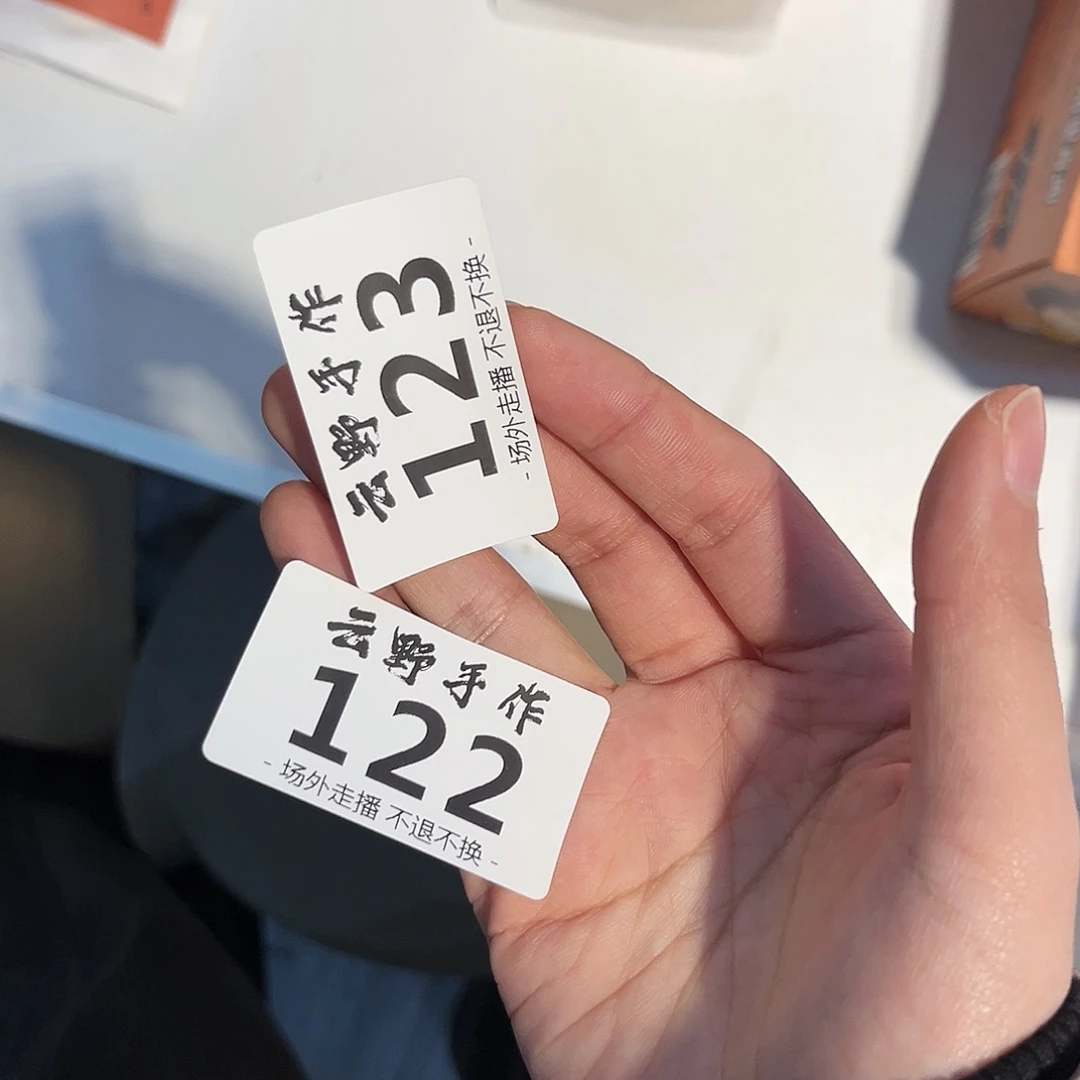 云野手作
123
- 场外走播 不退不换 -
云野手作
122
- 场外走播 不退不换 -